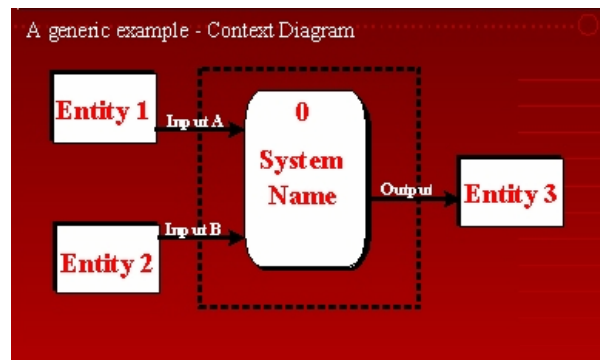 A generic example - Context Diagram
Entity 1
Input A
0
System
Name
Output
Entity 3
Input B
Entity 2